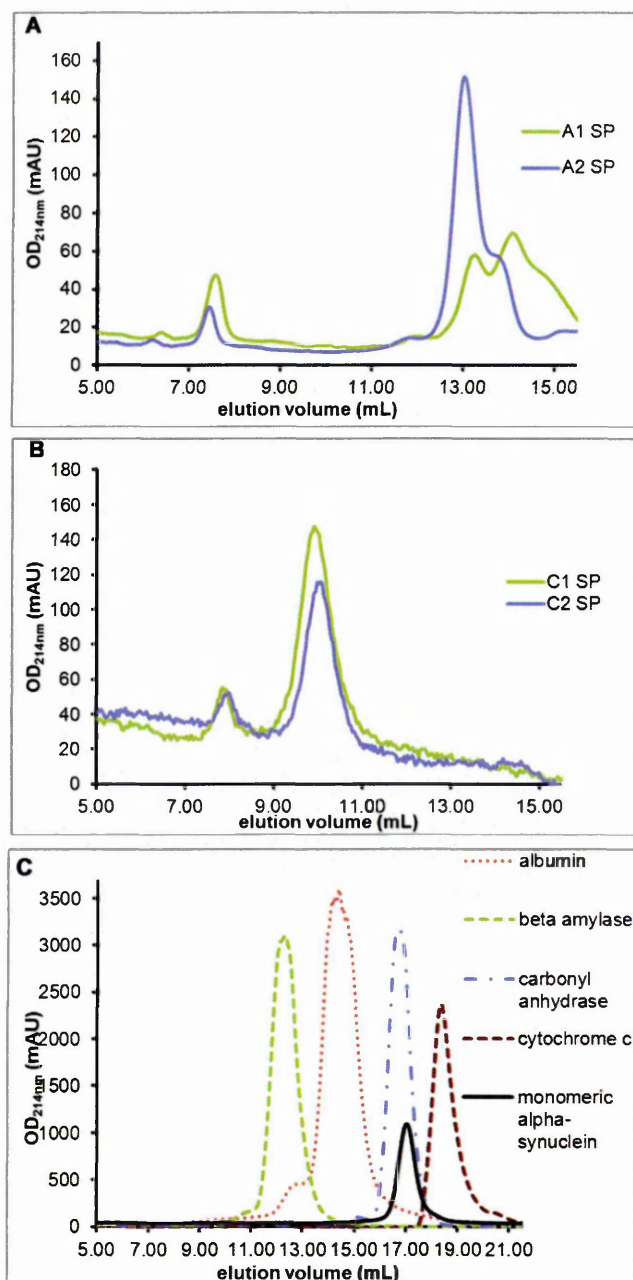 A
160
140
120
100
80
60
40
20
0
OD214nm (mAU)
A1 SP
A2 SP
5.00 7.00 9.00 11.00 13.00 15.00
elution volume (mL)
B
180
160
140
120
100
80
60
40
20
0
OD214nm (mAU)
C1 SP
C2 SP
5.00 7.00 9.00 11.00 13.00 15.00
elution volume (mL)
C
3500
3000
2500
2000
1500
1000
500
0
OD214nm (mAU)
albumin
beta amylase
carbonyl
anhydrase
cytochrome c
monomeric
alpha-
synuclein
5.00 7.00 9.00 11.00 13.00 15.00 17.00 19.00 21.00
elution volume (mL)